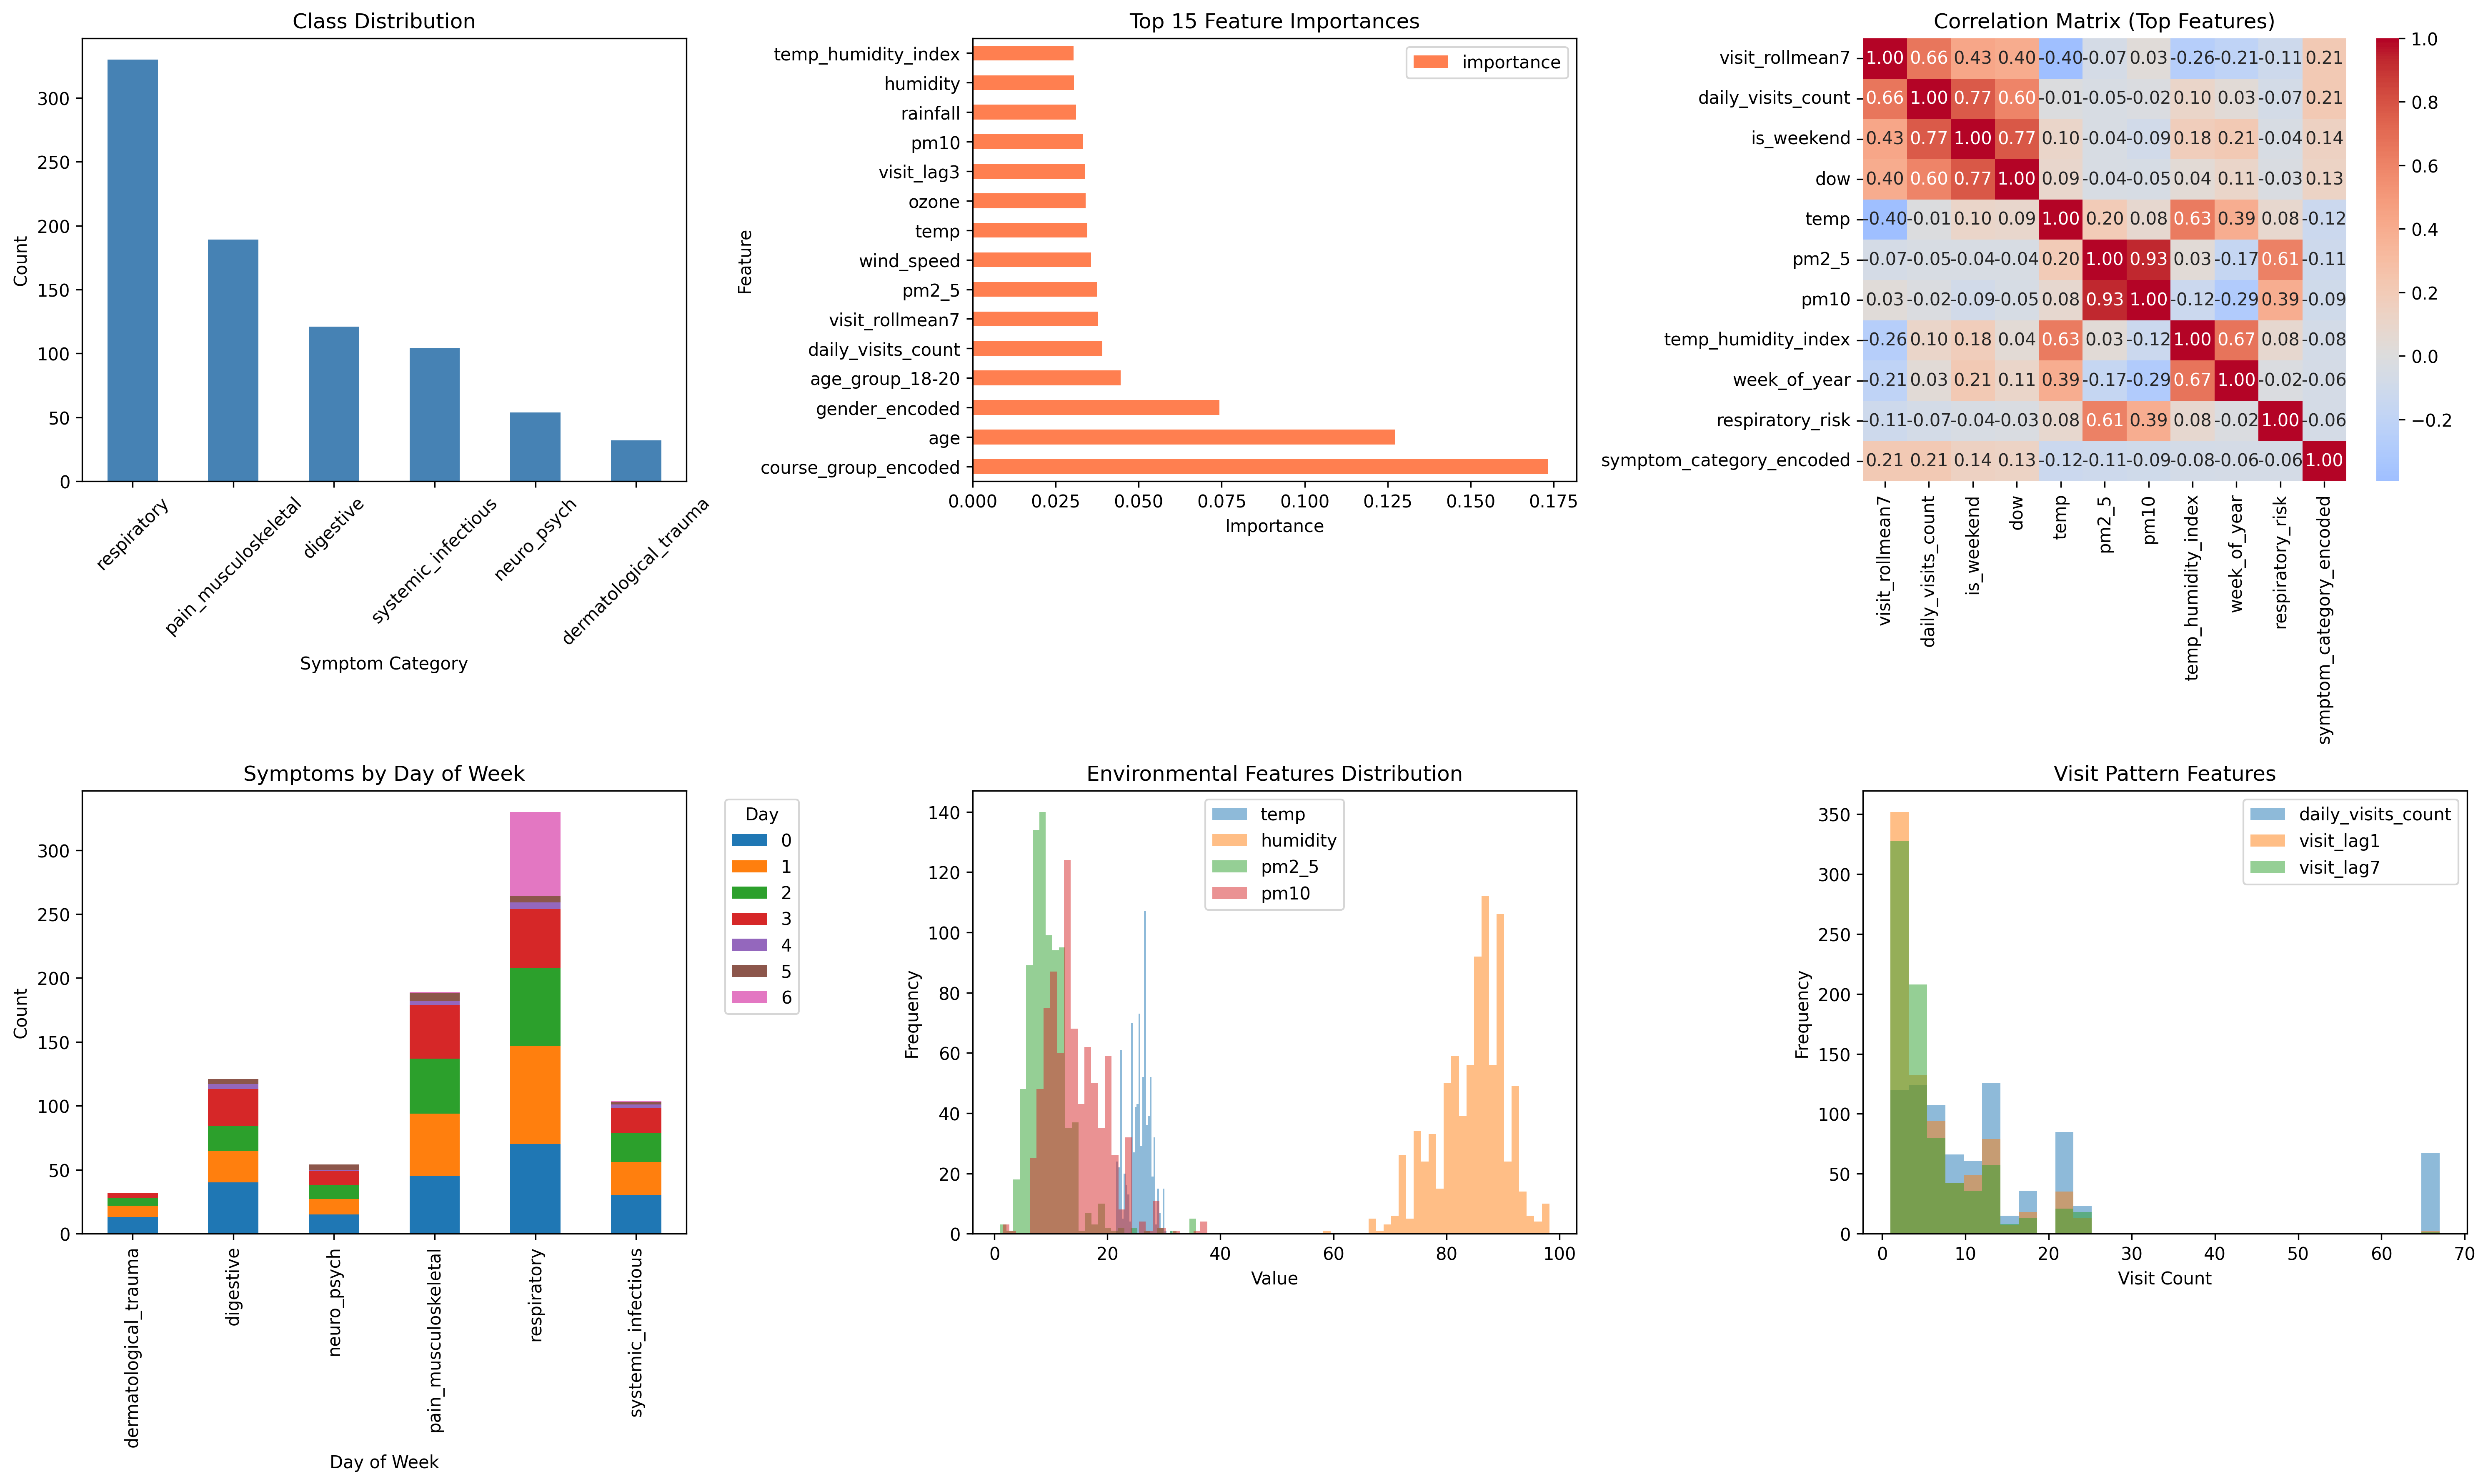 Class Distribution
Count
300
250
200
150
100
50
0
respiratory
pain_musculoskeletal
digestive
systemic_infectious
neuro_psych
dermatological_trauma
Symptom Category
Top 15 Feature Importances
importance
Feature
temp_humidity_index
humidity
rainfall
pm10
visit_lag3
ozone
temp
wind_speed
pm2_5
visit_rollmean7
daily_visits_count
age_group_18-20
gender_encoded
age
course_group_encoded
0.000 0.025 0.050 0.075 0.100 0.125 0.150 0.175
Importance
Correlation Matrix (Top Features)
visit_rollmean7 1.00 0.66 0.43 0.40 -0.40 -0.07 0.03 -0.26 -0.21 -0.11 0.21
daily_visits_count 0.66 1.00 0.77 0.60 -0.01 -0.05 -0.02 0.10 0.03 -0.07 0.21
is_weekend 0.43 0.77 1.00 0.77 0.10 -0.04 -0.09 0.18 0.21 -0.04 0.14
dow 0.40 0.60 0.77 1.00 0.09 -0.04 -0.05 0.04 0.11 -0.03 0.13
temp -0.40 -0.01 0.10 0.09 1.00 0.20 0.08 0.63 0.39 0.08 -0.12
pm2_5 -0.07 -0.05 -0.04 -0.04 0.20 1.00 0.93 0.03 -0.17 0.61 -0.11
pm10 0.03 -0.02 -0.09 -0.05 0.08 0.93 1.00 -0.12 -0.29 0.39 -0.09
temp_humidity_index -0.26 0.10 0.18 0.04 0.63 0.03 -0.12 1.00 0.67 0.08 -0.08
week_of_year -0.21 0.03 0.21 0.11 0.39 -0.17 -0.29 0.67 1.00 -0.02 -0.06
respiratory_risk -0.11 -0.07 -0.04 -0.03 0.08 0.61 0.39 0.08 -0.02 1.00 -0.06
symptom_category_encoded 0.21 0.21 0.14 0.13 -0.12 -0.11 -0.09 -0.08 -0.06 -0.06 1.00
visit_rollmean7
daily_visits_count
is_weekend
dow
temp
pm2_5
pm10
temp_humidity_index
week_of_year
respiratory_risk
symptom_category_encoded
1.0
0.8
0.6
0.4
0.2
0.0
−0.2
Symptoms by Day of Week
Count
300
250
200
150
100
50
0
dermatological_trauma
digestive
neuro_psych
pain_musculoskeletal
respiratory
systemic_infectious
Day of Week
Day
0
1
2
3
4
5
6
Environmental Features Distribution
temp
humidity
pm2_5
pm10
Frequency
140
120
100
80
60
40
20
0
0 20 40 60 80 100
Value
Visit Pattern Features
daily_visits_count
visit_lag1
visit_lag7
Frequency
350
300
250
200
150
100
50
0
0 10 20 30 40 50 60 70
Visit Count